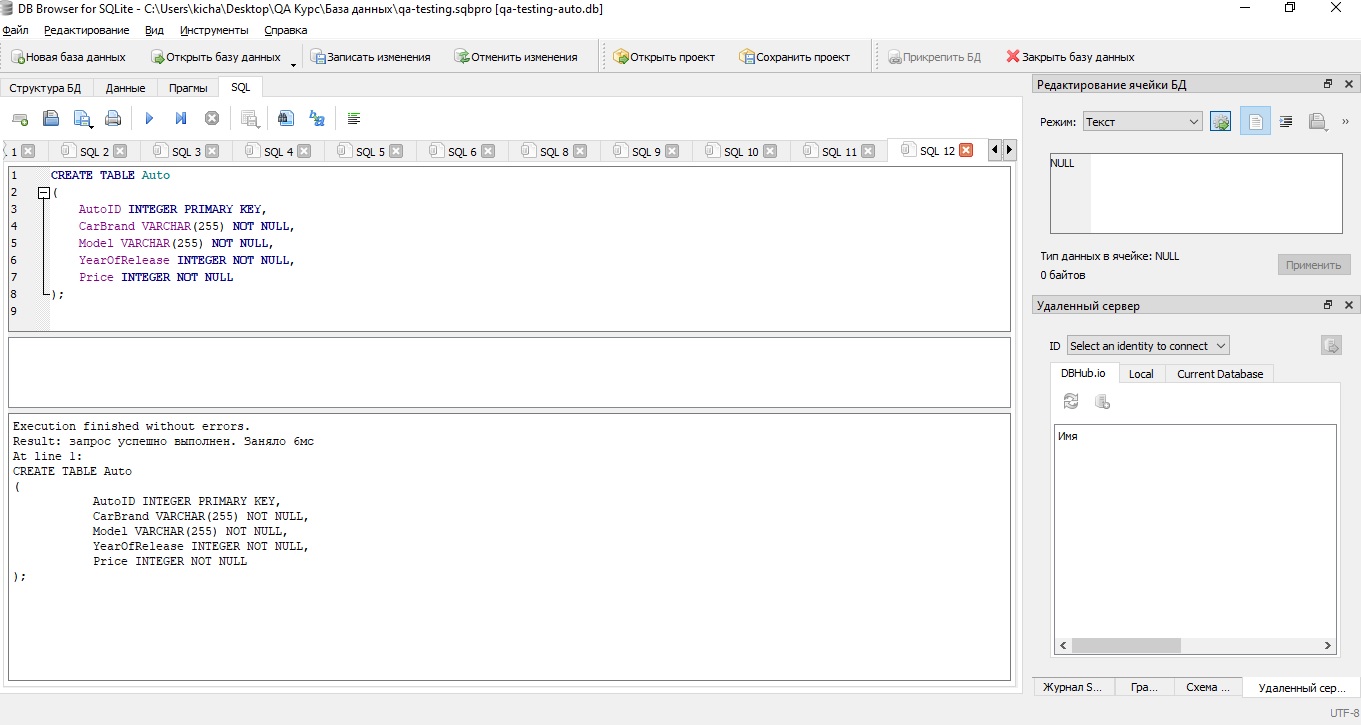 DB Browser for SQLite - C:\Users\kicha\Desktop\QA Курс\База данных\qa-testing.sqbpro [qa-testing-auto.db]
Файл Редактирование Вид Инструменты Справка
Новая база данных Открыть базу данных Записать изменения Отменить изменения Открыть проект Сохранить проект Прикрепить БД Закрыть базу данных
Структура БД Данные Прагмы SQL
1 SQL 2 SQL 3 SQL 4 SQL 5 SQL 6 SQL 8 SQL 9 SQL 10 SQL 11 SQL 12
1 CREATE TABLE Auto
2 (
3 AutoID INTEGER PRIMARY KEY,
4 CarBrand VARCHAR(255) NOT NULL,
5 Model VARCHAR(255) NOT NULL,
6 YearOfRelease INTEGER NOT NULL,
7 Price INTEGER NOT NULL
8 );
9
Execution finished without errors.
Result: запрос успешно выполнен. Заняло 6мс
At line 1:
CREATE TABLE Auto
(
AutoID INTEGER PRIMARY KEY,
CarBrand VARCHAR(255) NOT NULL,
Model VARCHAR(255) NOT NULL,
YearOfRelease INTEGER NOT NULL,
Price INTEGER NOT NULL
);
Редактирование ячейки БД
Режим: Текст
NULL
Тип данных в ячейке: NULL
0 байтов
Применить
Удаленный сервер
ID Select an identity to connect
DBHub.io Local Current Database
Имя
Журнал S... Гра... Схема ... Удаленный сер...
UTF-8